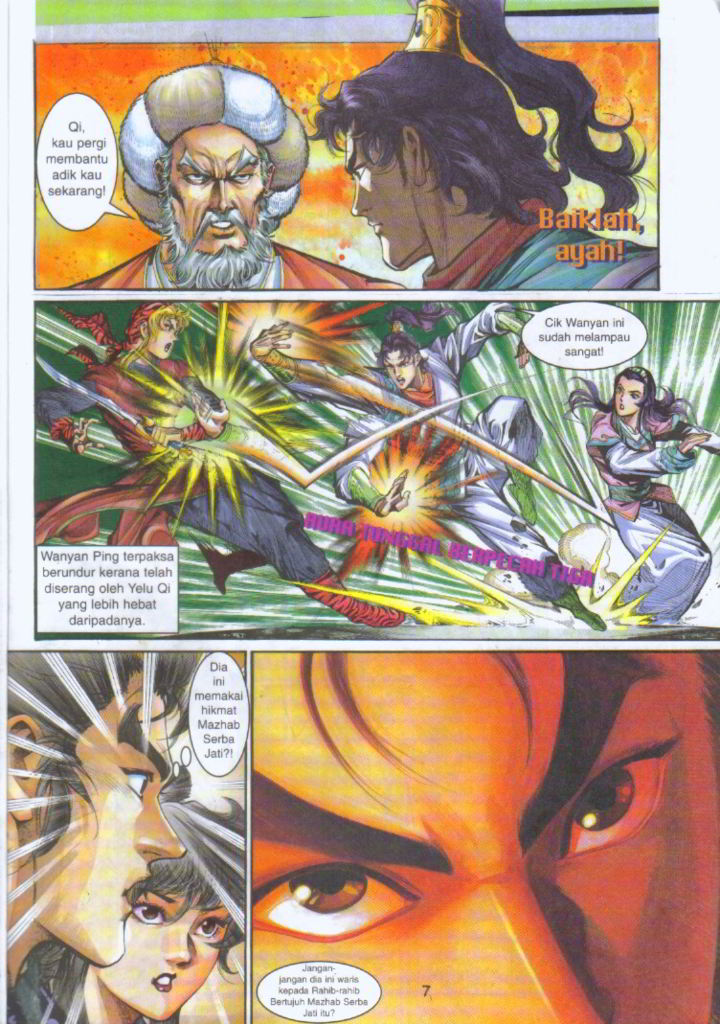 Qi,
kau pergi
membantu
adik kau
sekarang!
Baiklah,
ayah!
Cik Wanyan ini
sudah melampau
sangat!
AURA TUNGGAL BERPECAH TIGA
Wanyan Ping terpaksa
berundur kerana telah
diserang oleh Yelu Qi
yang lebih hebat
daripadanya.
Dia
ini
memakai
hikmat
Mazhab
Serba
Jati?!
Jangan-
jangan dia ini waris
kepada Rahib-rahib
Bertujuh Mazhab Serba
Jati itu?
7